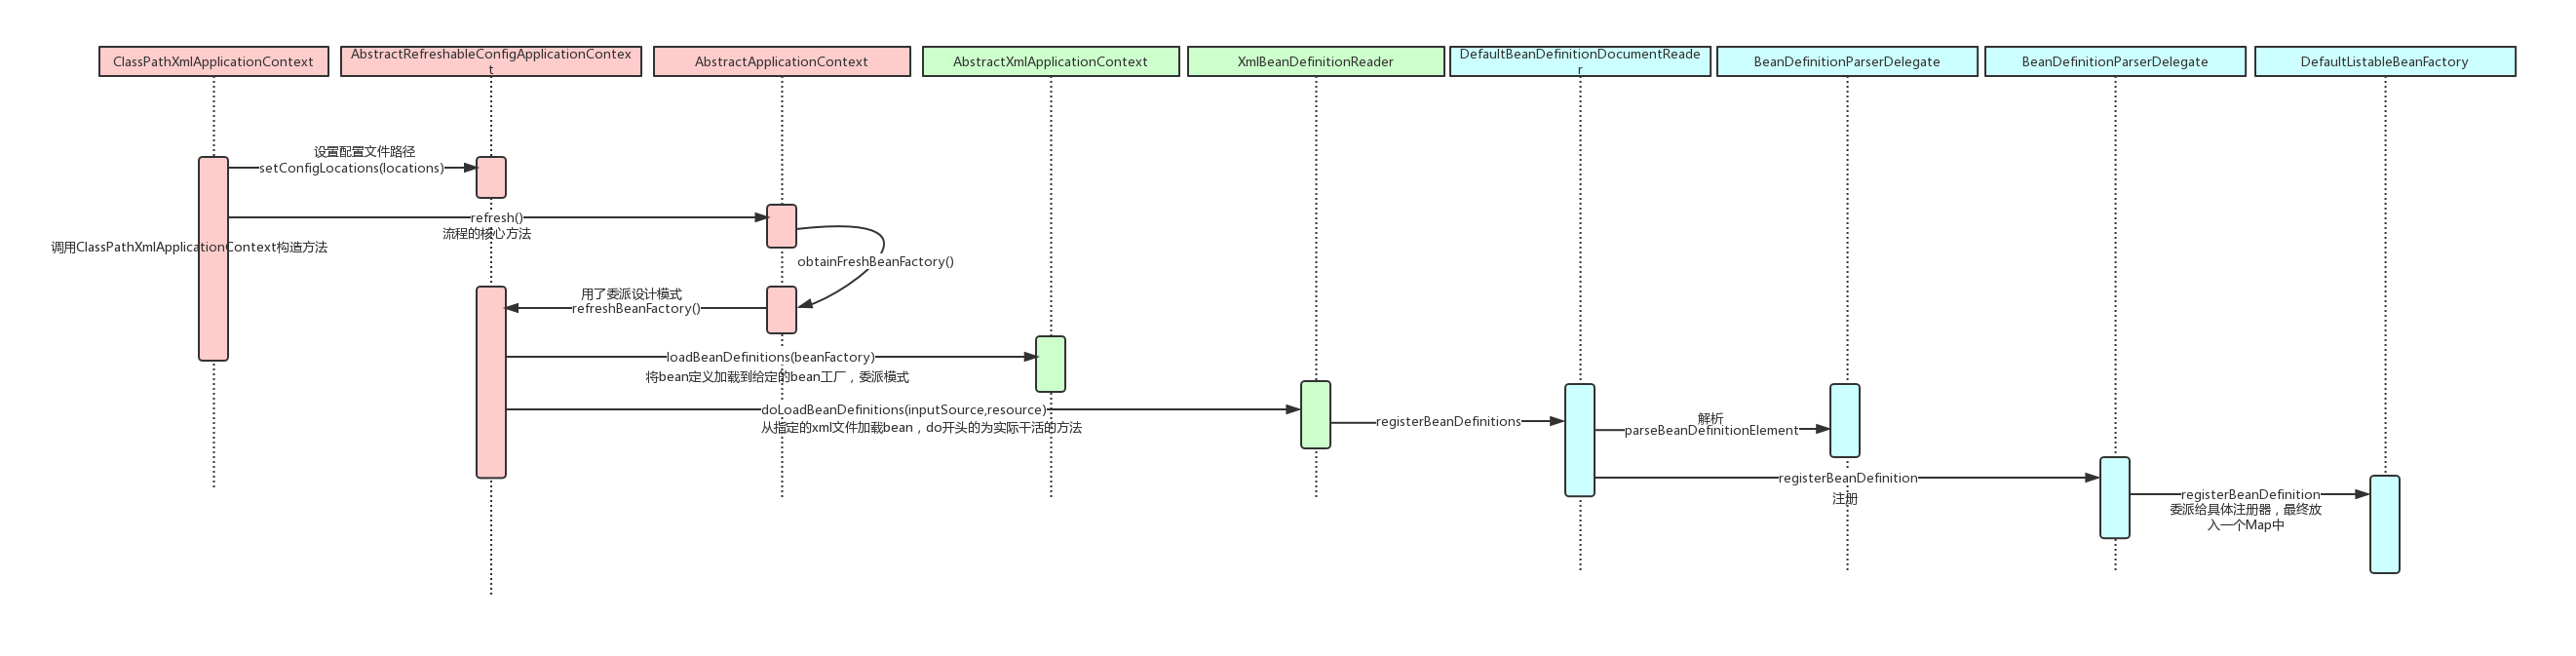 ClassPathXmlApplicationContext
AbstractRefreshableConfigApplicationContex
t
AbstractApplicationContext
AbstractXmlApplicationContext
XmlBeanDefinitionReader
DefaultBeanDefinitionDocumentReade
r
BeanDefinitionParserDelegate
BeanDefinitionParserDelegate
DefaultListableBeanFactory
设置配置文件路径
setConfigLocations(locations)
refresh()
流程的核心方法
调用ClassPathXmlApplicationContext构造方法
obtainFreshBeanFactory()
用了委派设计模式
refreshBeanFactory()
loadBeanDefinitions(beanFactory)
将bean定义加载到给定的bean工厂，委派模式
doLoadBeanDefinitions(inputSource,resource)
从指定的xml文件加载bean，do开头的为实际干活的方法
registerBeanDefinitions
解析
parseBeanDefinitionElement
registerBeanDefinition
注册
registerBeanDefinition
委派给具体注册器，最终放
入一个Map中